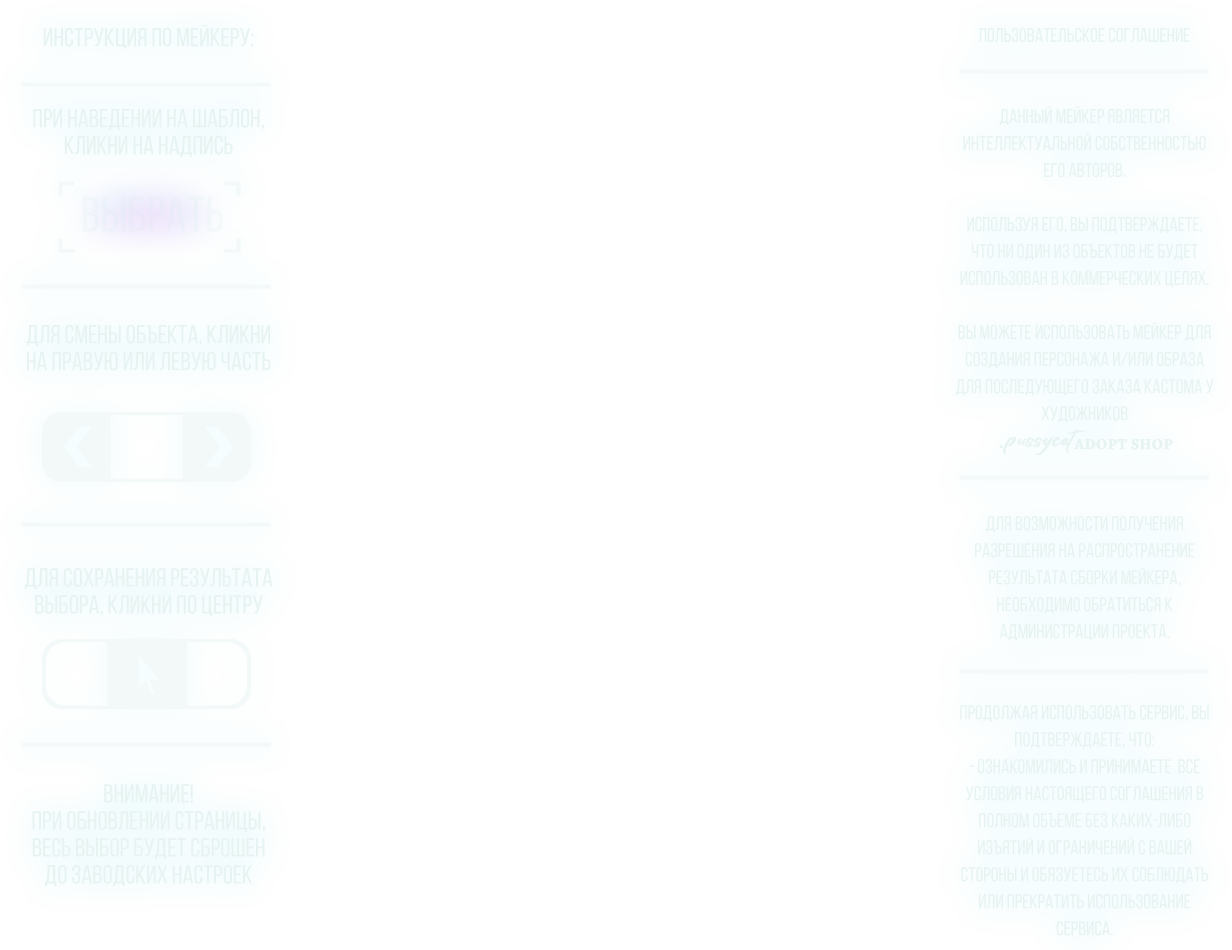 ИНСТРУКЦИЯ ПО МЕЙКЕРУ:
ПРИ НАВЕДЕНИИ НА ШАБЛОН,
КЛИКНИ НА НАДПИСЬ
ВЫБРАТЬ
ДЛЯ СМЕНЫ ОБЪЕКТА, КЛИКНИ
НА ПРАВУЮ ИЛИ ЛЕВУЮ ЧАСТЬ
ДЛЯ СОХРАНЕНИЯ РЕЗУЛЬТАТА
ВЫБОРА, КЛИКНИ ПО ЦЕНТРУ
ВНИМАНИЕ!
ПРИ ОБНОВЛЕНИИ СТРАНИЦЫ,
ВЕСЬ ВЫБОР БУДЕТ СБРОШЕН
ДО ЗАВОДСКИХ НАСТРОЕК
ПОЛЬЗОВАТЕЛЬСКОЕ СОГЛАШЕНИЕ
ДАННЫЙ МЕЙКЕР ЯВЛЯЕТСЯ
ИНТЕЛЛЕКТУАЛЬНОЙ СОБСТВЕННОСТЬЮ
ЕГО АВТОРОВ.
ИСПОЛЬЗУЯ ЕГО, ВЫ ПОДТВЕРЖДАЕТЕ,
ЧТО НИ ОДИН ИЗ ОБЪЕКТОВ НЕ БУДЕТ
ИСПОЛЬЗОВАН В КОММЕРЧЕСКИХ ЦЕЛЯХ.
ВЫ МОЖЕТЕ ИСПОЛЬЗОВАТЬ МЕЙКЕР ДЛЯ
СОЗДАНИЯ ПЕРСОНАЖА И/ИЛИ ОБРАЗА
ДЛЯ ПОСЛЕДУЮЩЕГО ЗАКАЗА КАСТОМА У
ХУДОЖНИКОВ
.pussycat ADOPT SHOP
ДЛЯ ВОЗМОЖНОСТИ ПОЛУЧЕНИЯ
РАЗРЕШЕНИЯ НА РАСПРОСТРАНЕНИЕ
РЕЗУЛЬТАТА СБОРКИ МЕЙКЕРА,
НЕОБХОДИМО ОБРАТИТЬСЯ К
АДМИНИСТРАЦИИ ПРОЕКТА.
ПРОДОЛЖАЯ ИСПОЛЬЗОВАТЬ СЕРВИС, ВЫ
ПОДТВЕРЖДАЕТЕ, ЧТО:
- ОЗНАКОМИЛИСЬ И ПРИНИМАЕТЕ ВСЕ
УСЛОВИЯ НАСТОЯЩЕГО СОГЛАШЕНИЯ В
ПОЛНОМ ОБЪЕМЕ БЕЗ КАКИХ-ЛИБО
ИЗЪЯТИЙ И ОГРАНИЧЕНИЙ С ВАШЕЙ
СТОРОНЫ И ОБЯЗУЕТЕСЬ ИХ СОБЛЮДАТЬ
ИЛИ ПРЕКРАТИТЬ ИСПОЛЬЗОВАНИЕ
СЕРВИСА.